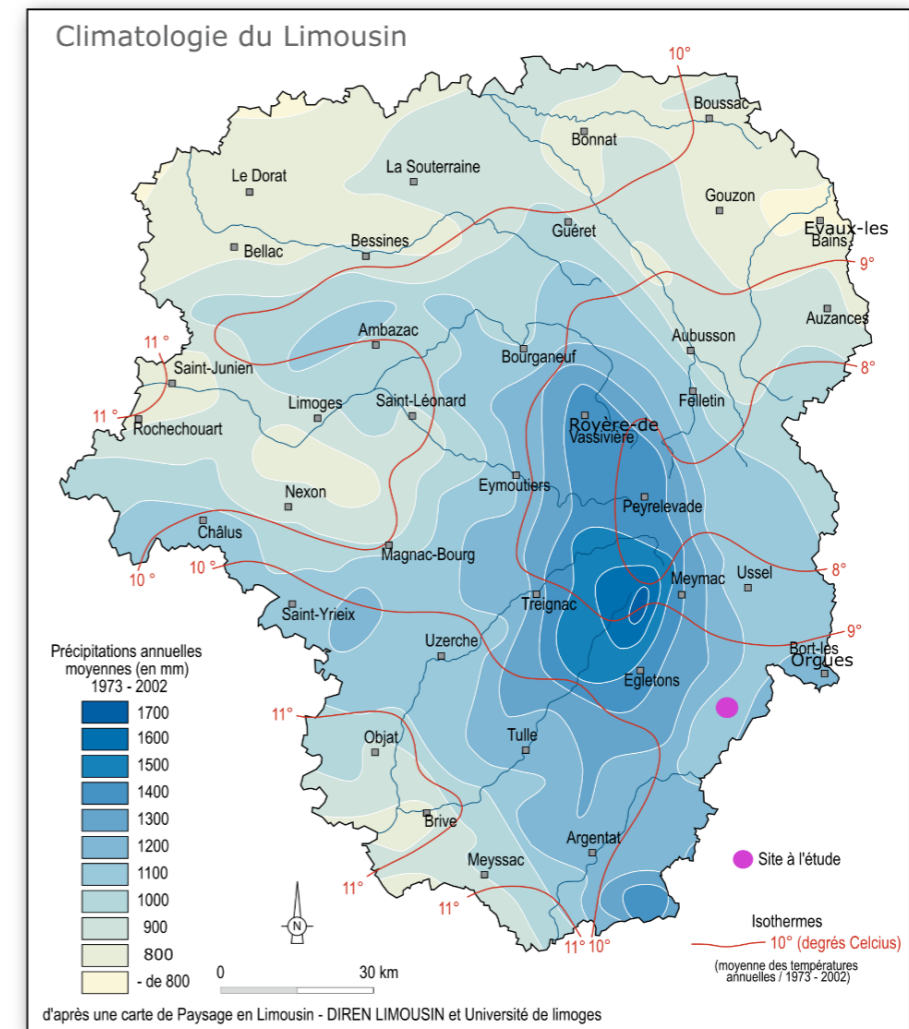 Climatologie du Limousin
10°
Boussac
Bonnat
La Souterraine
Le Dorat
Gouzon
Guéret
Evaux-les
Bains
Bessines
Bellac
9°
Auzances
Ambazac
Aubusson
Bourganeuf
11 °
8°
Saint-Junien
Felletin
Limoges
Saint-Léonard
11 °
Rochechouart
Royère-de
Vassivière
Eymoutiers
Nexon
Peyrelevade
Châlus
Magnac-Bourg
10 °
10 °
8°
Meymac
Ussel
Treignac
Saint-Yrieix
9°
Uzerche
Bort-les
Orgues
Egletons
Précipitations annuelles
moyennes (en mm)
1973 - 2002
1700
1600
1500
1400
1300
1200
1100
1000
900
800
- de 800
11°
Objat
Tulle
Brive
Argentat
Meyssac
11°
11°
11°
10°
Site à l'étude
Isothermes
10° (degrés Celcius)
(moyenne des températures
annuelles / 1973 - 2002)
N
0
30 km
d'après une carte de Paysage en Limousin - DIREN LIMOUSIN et Université de limoges